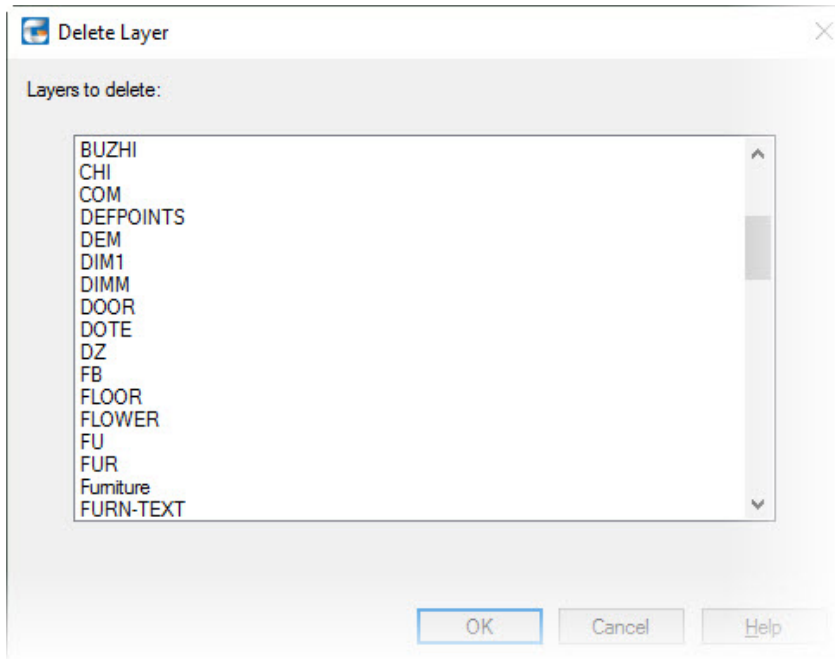 Delete Layer
Layers to delete:
BUZHI
CHI
COM
DEFPOINTS
DEM
DIM1
DIMM
DOOR
DOTE
DZ
FB
FLOOR
FLOWER
FU
FUR
Furniture
FURN-TEXT
OK Cancel Help